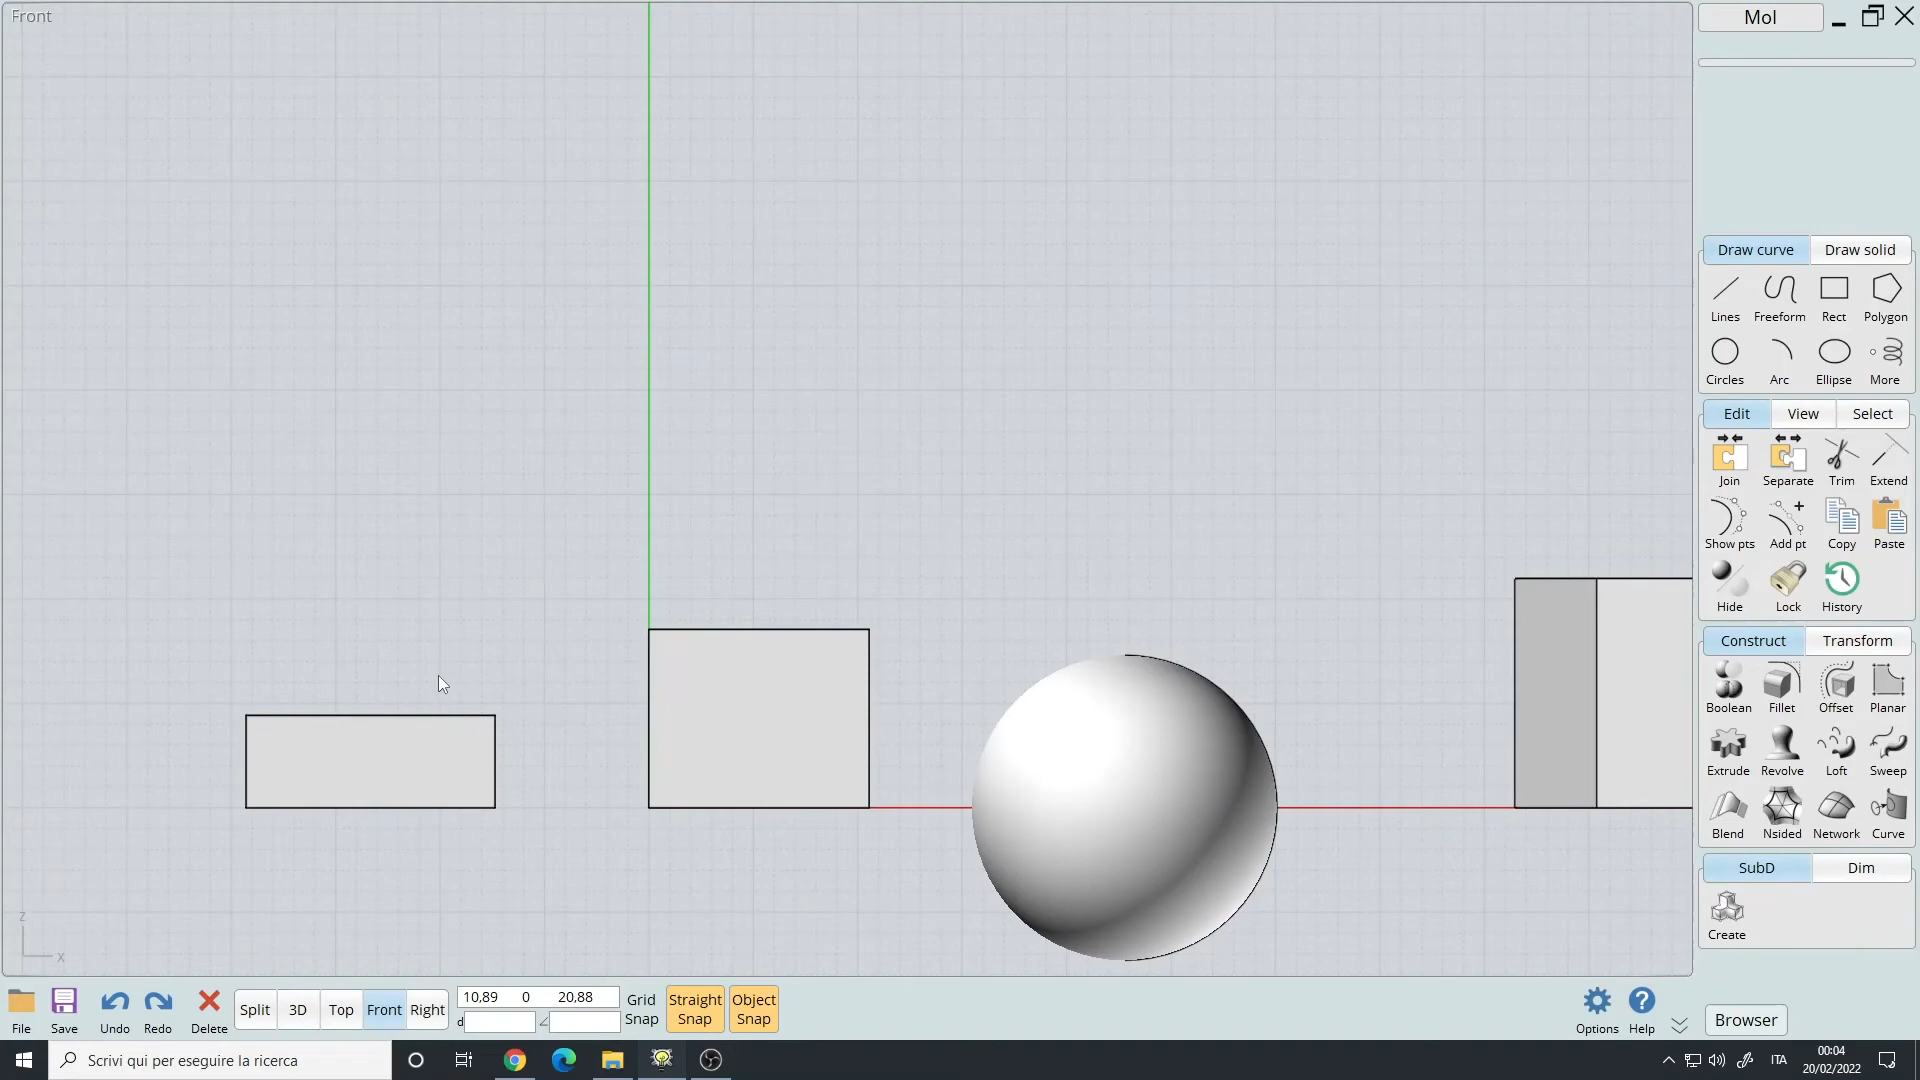 Front
MoI
Draw curve Draw solid
Lines Freeform Rect Polygon
Circles Arc Ellipse More
Edit View Select
Join Separate Trim Extend
Show pts Add pt Copy Paste
Hide Lock History
Construct Transform
Boolean Fillet Offset Planar
Extrude Revolve Loft Sweep
Blend Nsided Network Curve
SubD Dim
Create
z
x
File Save Undo Redo Delete
Split 3D Top Front Right
10,89 0 20,88
d
Grid Snap
Straight Snap
Object Snap
Options Help
Browser
Scrivi qui per eseguire la ricerca
ITA
00:04
20/02/2022